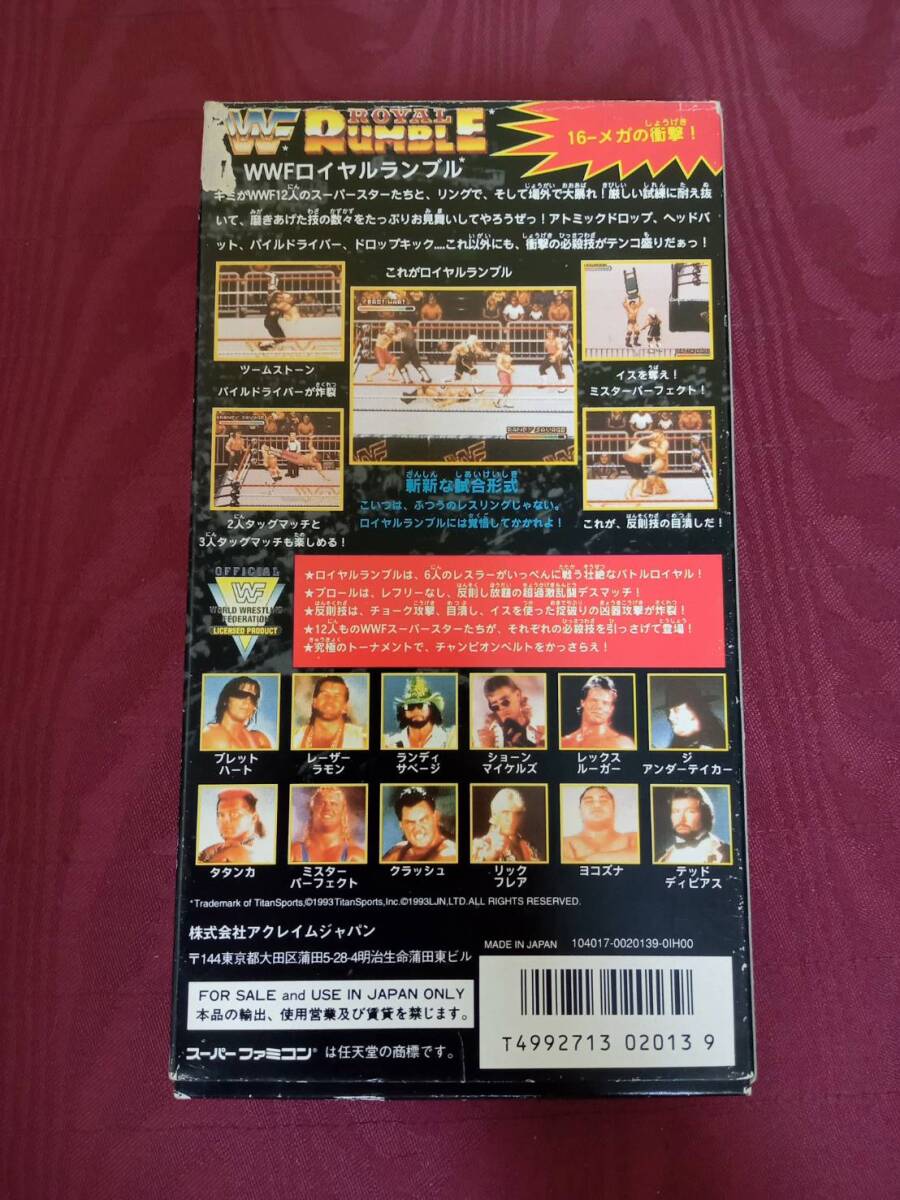 WF ROYAL RUMBLE
16-メガの衝撃!
WWFロイヤルランブル*
キミがWWF12人のスーパースターたちと、リングで、そして場外で大暴れ!厳しい試練に耐え抜
いて、磨きあげた技の数々をたっぷりお見舞いしてやろうぜっ!アトミックドロップ、ヘッドバ
ット、パイルドライバー、ドロップキック....これ以外にも、衝撃の必殺技がテンコ盛りだぁっ!
これがロイヤルランブル
ツームストーン
パイルドライバーが炸裂
イスを奪え!
ミスターパーフェクト!
2人タッグマッチと
3人タッグマッチも楽しめる!
斬新な試合形式
こいつは、ふつうのレスリングじゃない。
ロイヤルランブルには覚悟してかかれよ!
これが、反則技の目潰しだ!
OFFICIAL
WF
WORLD WRESTLING
FEDERATION
LICENSED PRODUCT
★ロイヤルランブルは、6人のレスラーがいっぺんに戦う壮絶なバトルロイヤル!
★ブロールは、レフリーなし、反則し放題の超過激乱闘デスマッチ!
★反則技は、チョーク攻撃、目潰し、イスを使った掟破りの凶器攻撃が炸裂!
★12人ものWWFスーパースターたちが、それぞれの必殺技を引っさげて登場!
★究極のトーナメントで、チャンピオンベルトをかっさらえ!
ブレット
ハート
レーザー
ラモン
ランディ
サベージ
ショーン
マイケルズ
レックス
ルーガー
ジ
アンダーテイカー
タタンカ
ミスター
パーフェクト
クラッシュ
リック
フレアー
ヨコズナ
テッド
ディビアス
*Trademark of TitanSports,©1993TitanSports,Inc.©1993LJN,LTD.ALL RIGHTS RESERVED.
株式会社アクレイムジャパン
〒144東京都大田区蒲田5-28-4明治生命蒲田東ビル
MADE IN JAPAN 104017-0020139-0IH00
FOR SALE and USE IN JAPAN ONLY
本品の輸出、使用営業及び賃貸を禁じます。
スーパーファミコン®は任天堂の商標です。
T4992713 02013 9